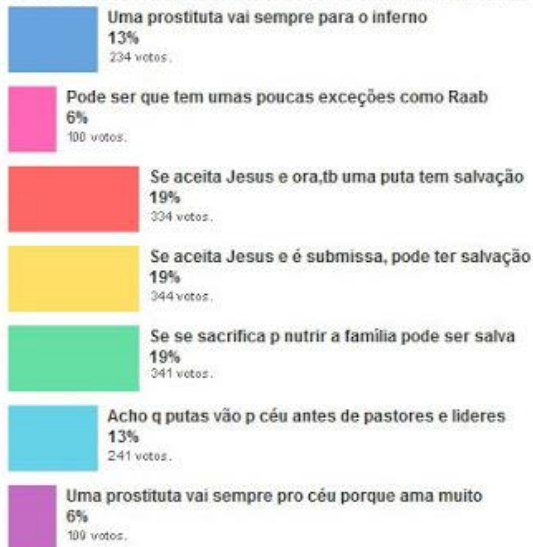 Uma prostituta vai sempre para o inferno
13%
234 votos.
Pode ser que tem umas poucas exceções como Raab
6%
100 votos.
Se aceita Jesus e ora,tb uma puta tem salvação
19%
334 votos.
Se aceita Jesus e é submissa, pode ter salvação
19%
344 votos.
Se se sacrifica p nutrir a família pode ser salva
19%
341 votos.
Acho q putas vão p céu antes de pastores e lideres
13%
241 votos.
Uma prostituta vai sempre pro céu porque ama muito
6%
109 votos.